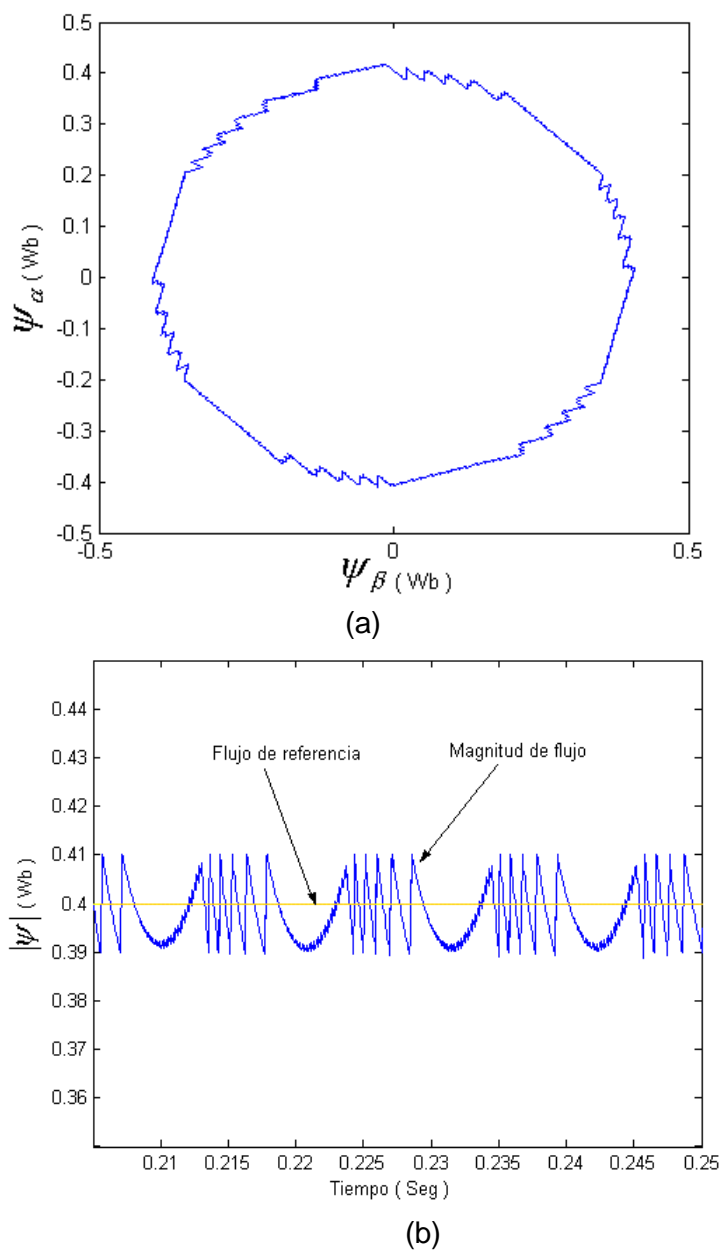 0.5
0.4
0.3
0.2
0.1
0
-0.1
-0.2
-0.3
-0.4
-0.5
ψα ( Wb )
-0.5 0 0.5
ψβ ( Wb )
(a)
0.44
0.43
0.42
0.41
0.4
0.39
0.38
0.37
0.36
|ψ| ( Wb )
Flujo de referencia
Magnitud de flujo
0.21 0.215 0.22 0.225 0.23 0.235 0.24 0.245 0.25
Tiempo ( Seg )
(b)